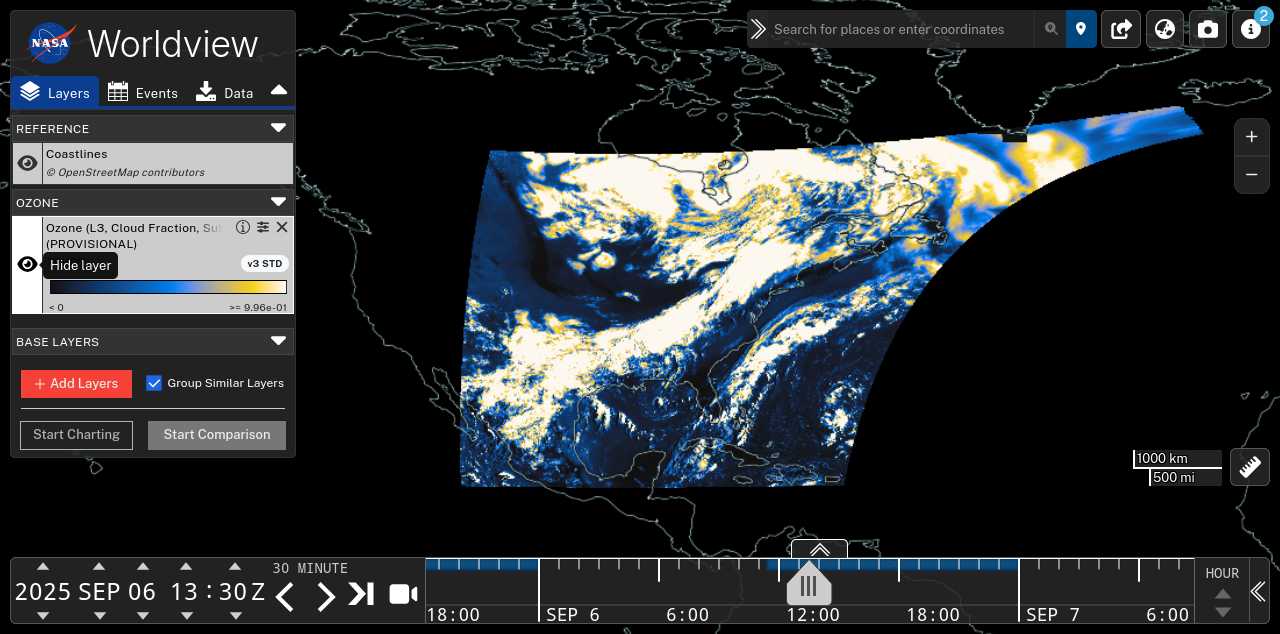 NASA
Worldview
Layers
Events
Data
REFERENCE
Coastlines
© OpenStreetMap contributors
OZONE
Ozone (L3, Cloud Fraction,
(PROVISIONAL)
Hide layer
v3 STD
< 0
>= 9.96e-01
BASE LAYERS
+ Add Layers
Group Similar Layers
Start Charting
Start Comparison
Search for places or enter coordinates
2
+
−
1000 km
500 mi
2025 SEP 06 13 : 30 Z
30 MINUTE
18:00
SEP 6
6:00
12:00
18:00
SEP 7
6:00
HOUR